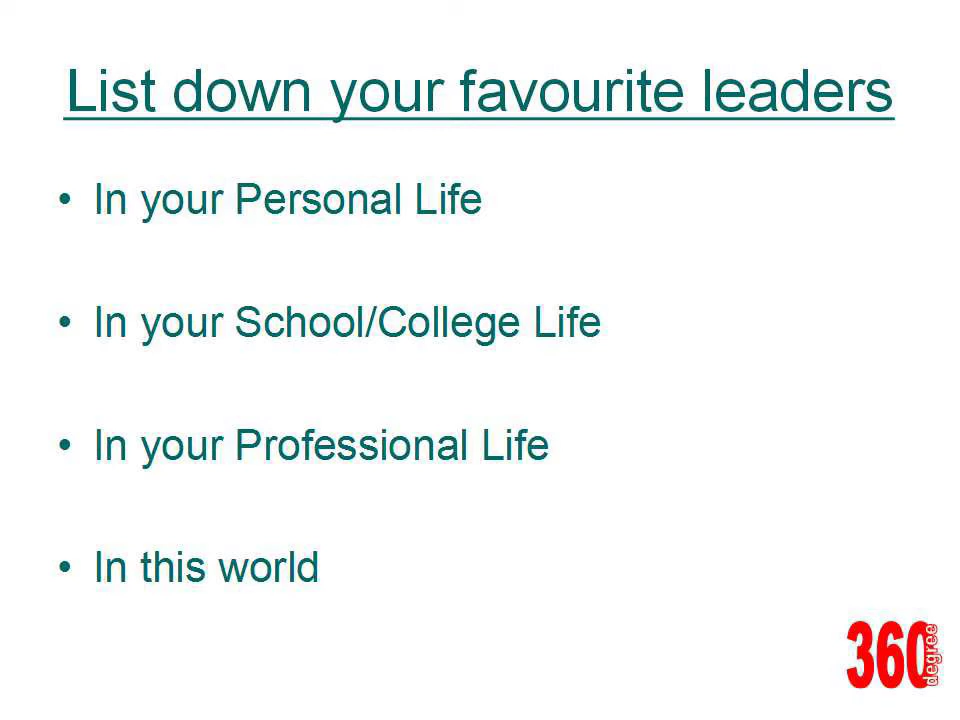 List down your favourite leaders
• In your Personal Life
• In your School/College Life
• In your Professional Life
• In this world
360
degree